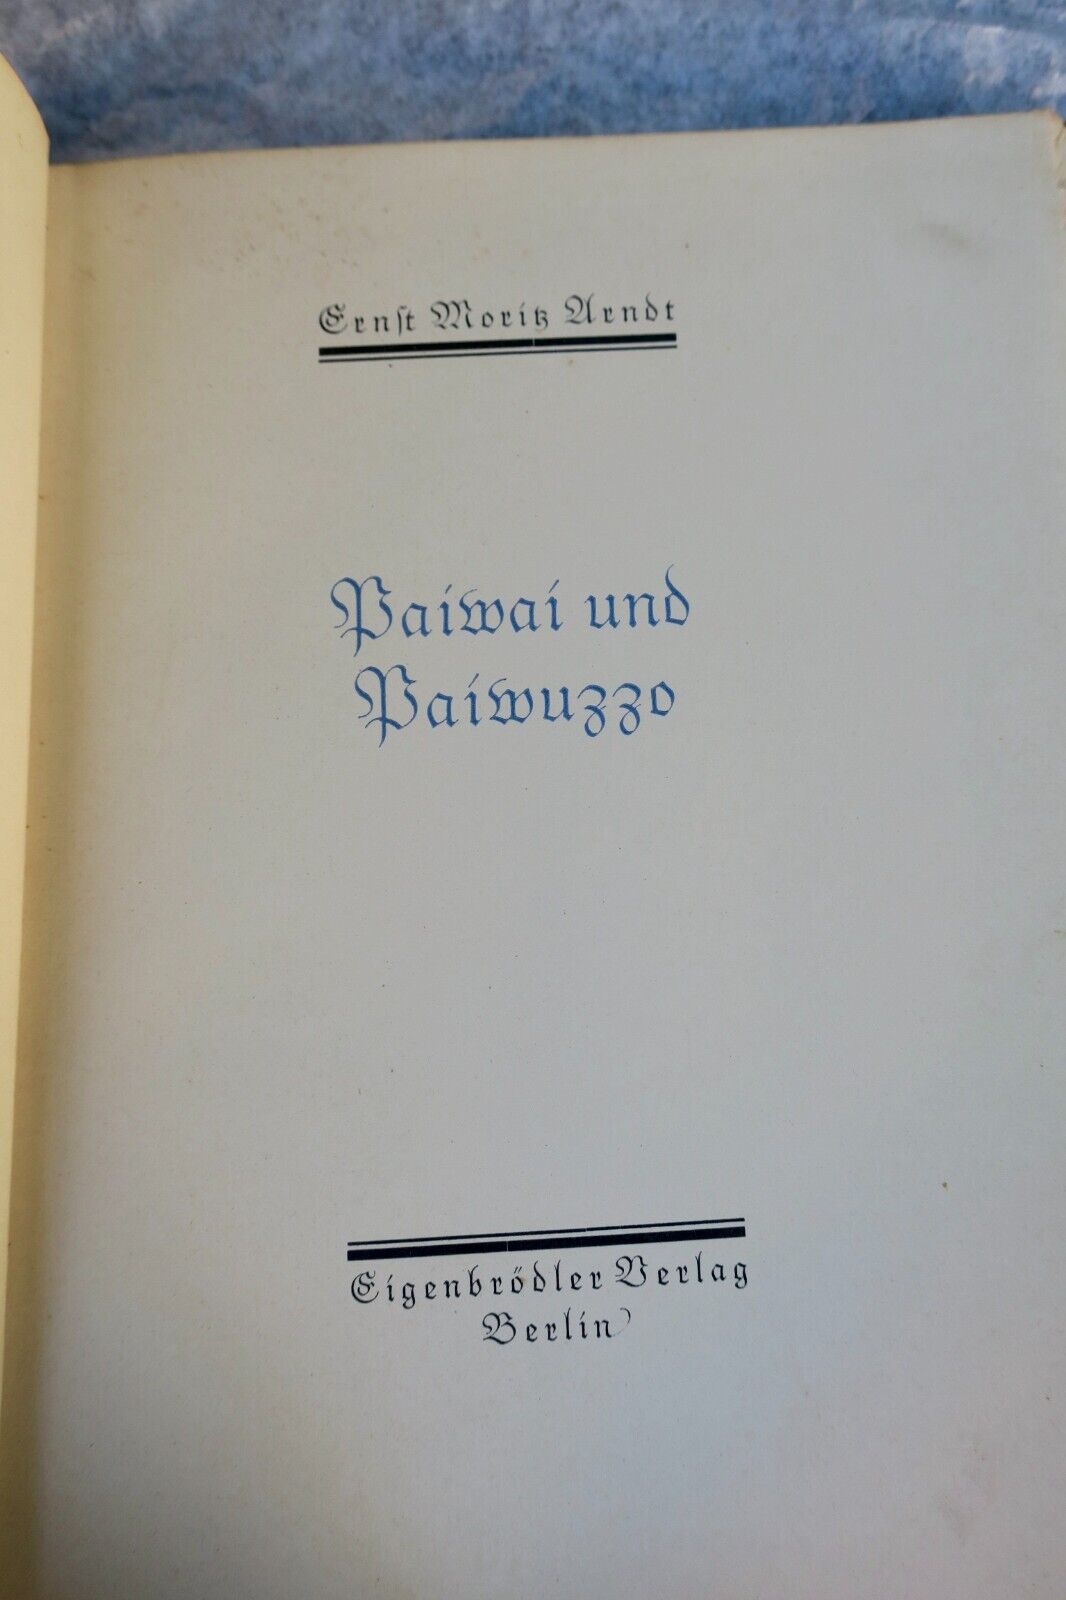 Ernſt Moritz Arndt
Paiwai und
Paiwuzzo
Eigenbrödler Verlag
Berlin